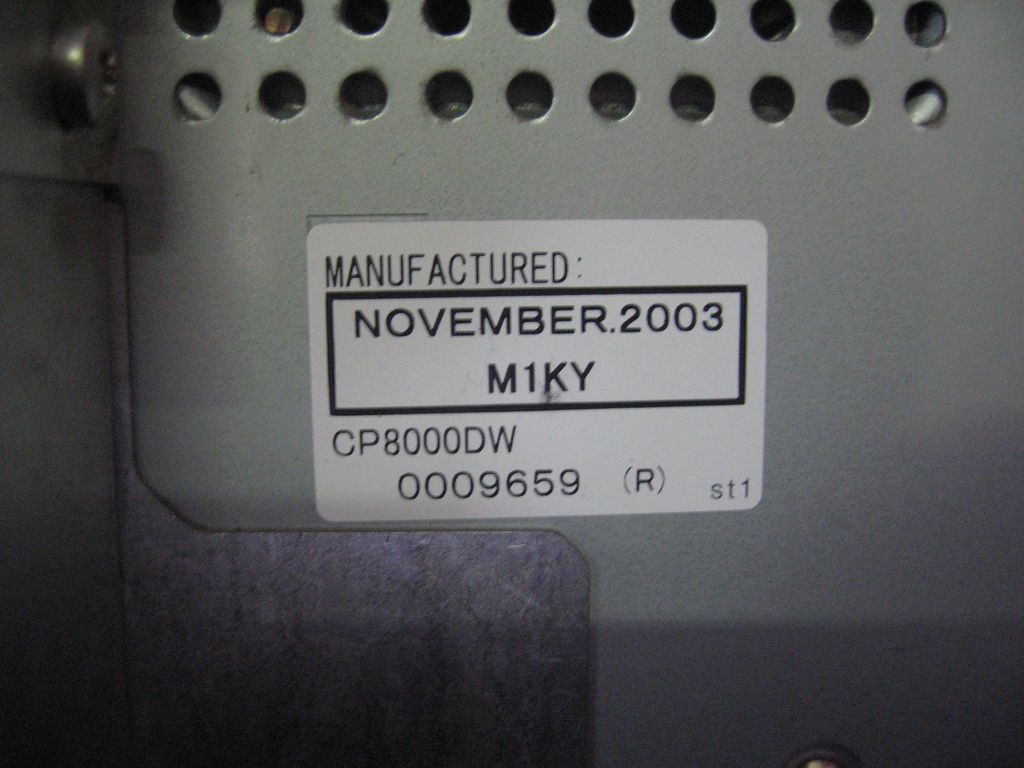 MANUFACTURED:
NOVEMBER.2003
M1KY
CP8000DW
0009659 (R) st1